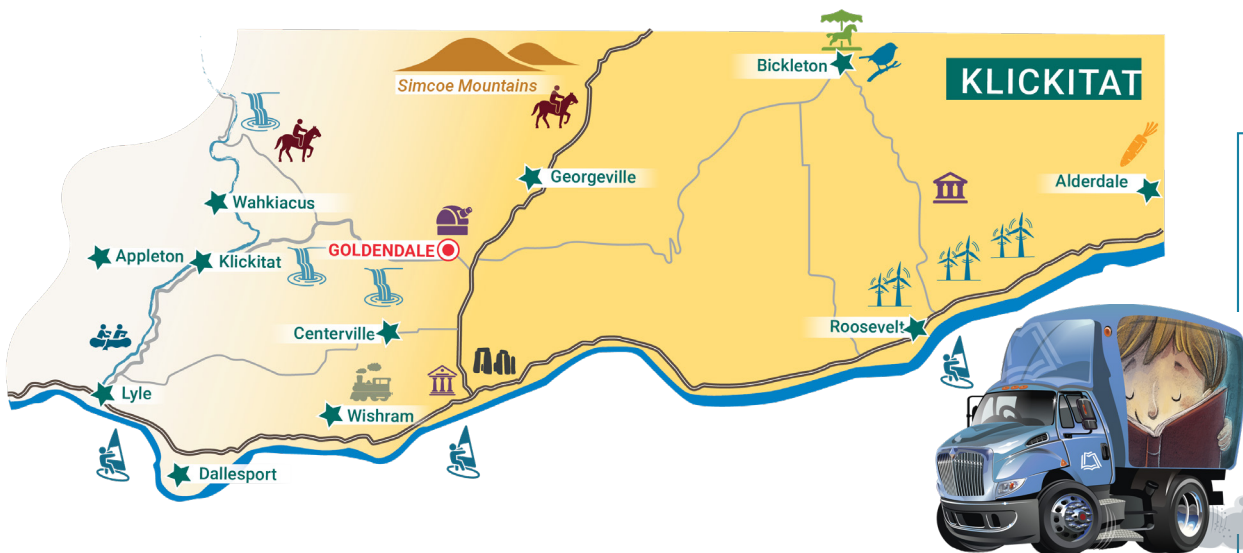 Simcoe Mountains
Bickleton
KLICKITAT
Georgeville
Alderdale
Wahkiacus
GOLDENDALE
Appleton
Klickitat
Centerville
Roosevelt
Lyle
Wishram
Dallesport